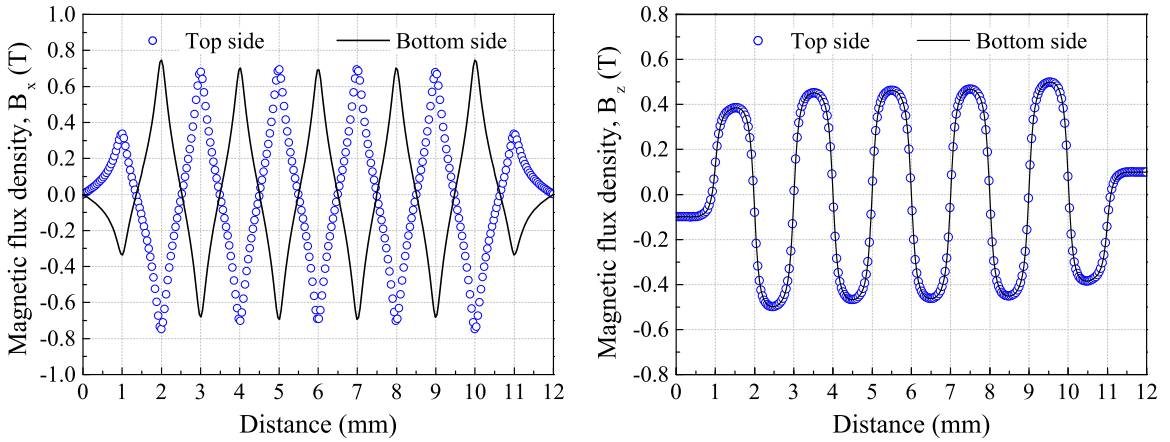 Magnetic flux density, Bx (T)
1.0
0.8
0.6
0.4
0.2
0.0
-0.2
-0.4
-0.6
-0.8
-1.0
Top side
Bottom side
0 1 2 3 4 5 6 7 8 9 10 11 12
Distance (mm)
Magnetic flux density, Bz (T)
0.8
0.6
0.4
0.2
0.0
-0.2
-0.4
-0.6
-0.8
Top side
Bottom side
0 1 2 3 4 5 6 7 8 9 10 11 12
Distance (mm)